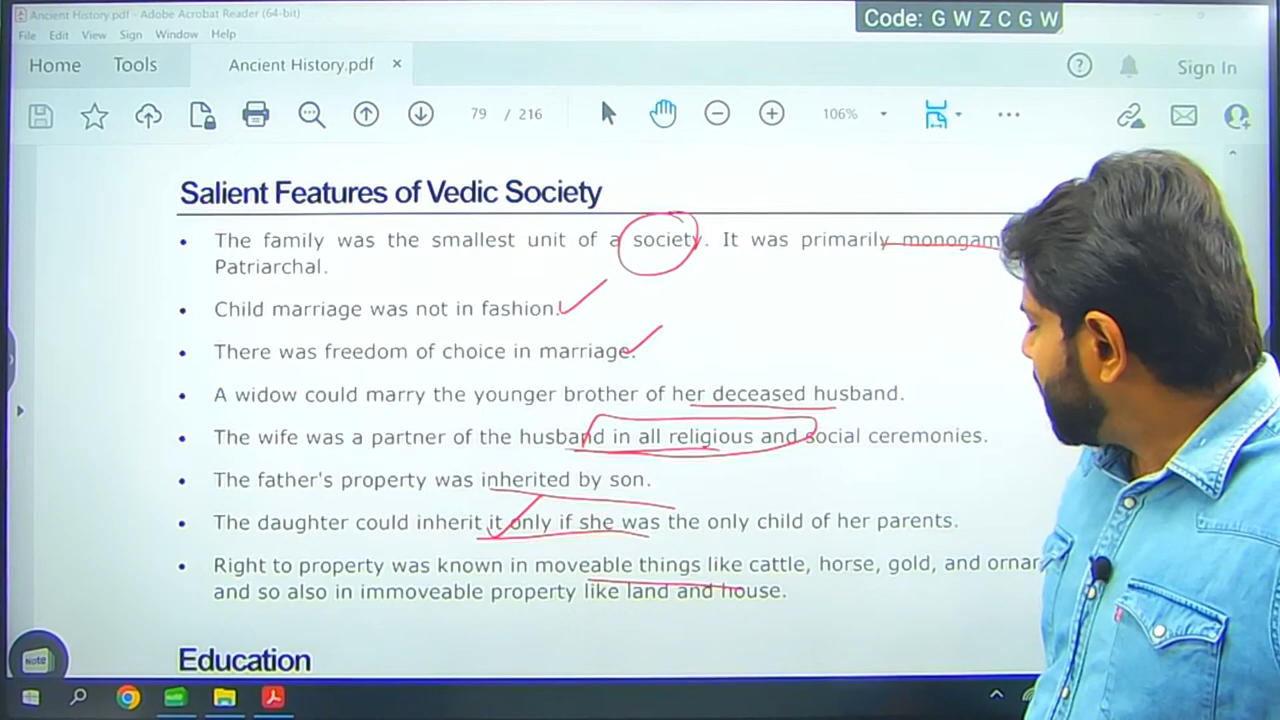 Ancient History.pdf - Adobe Acrobat Reader (64-bit)
Code: G W Z C G W
File Edit View Sign Window Help
Home Tools Ancient History.pdf × Sign In
79 / 216 106%
Salient Features of Vedic Society
• The family was the smallest unit of a society. It was primarily
Patriarchal.
• Child marriage was not in fashion.
• There was freedom of choice in marriage.
• A widow could marry the younger brother of her deceased husband.
• The wife was a partner of the husband in all religious and social ceremonies.
• The father's property was inherited by son.
• The daughter could inherit it only if she was the only child of her parents.
• Right to property was known in moveable things like cattle, horse, gold, and
and so also in immoveable property like land and house.
Education
Note